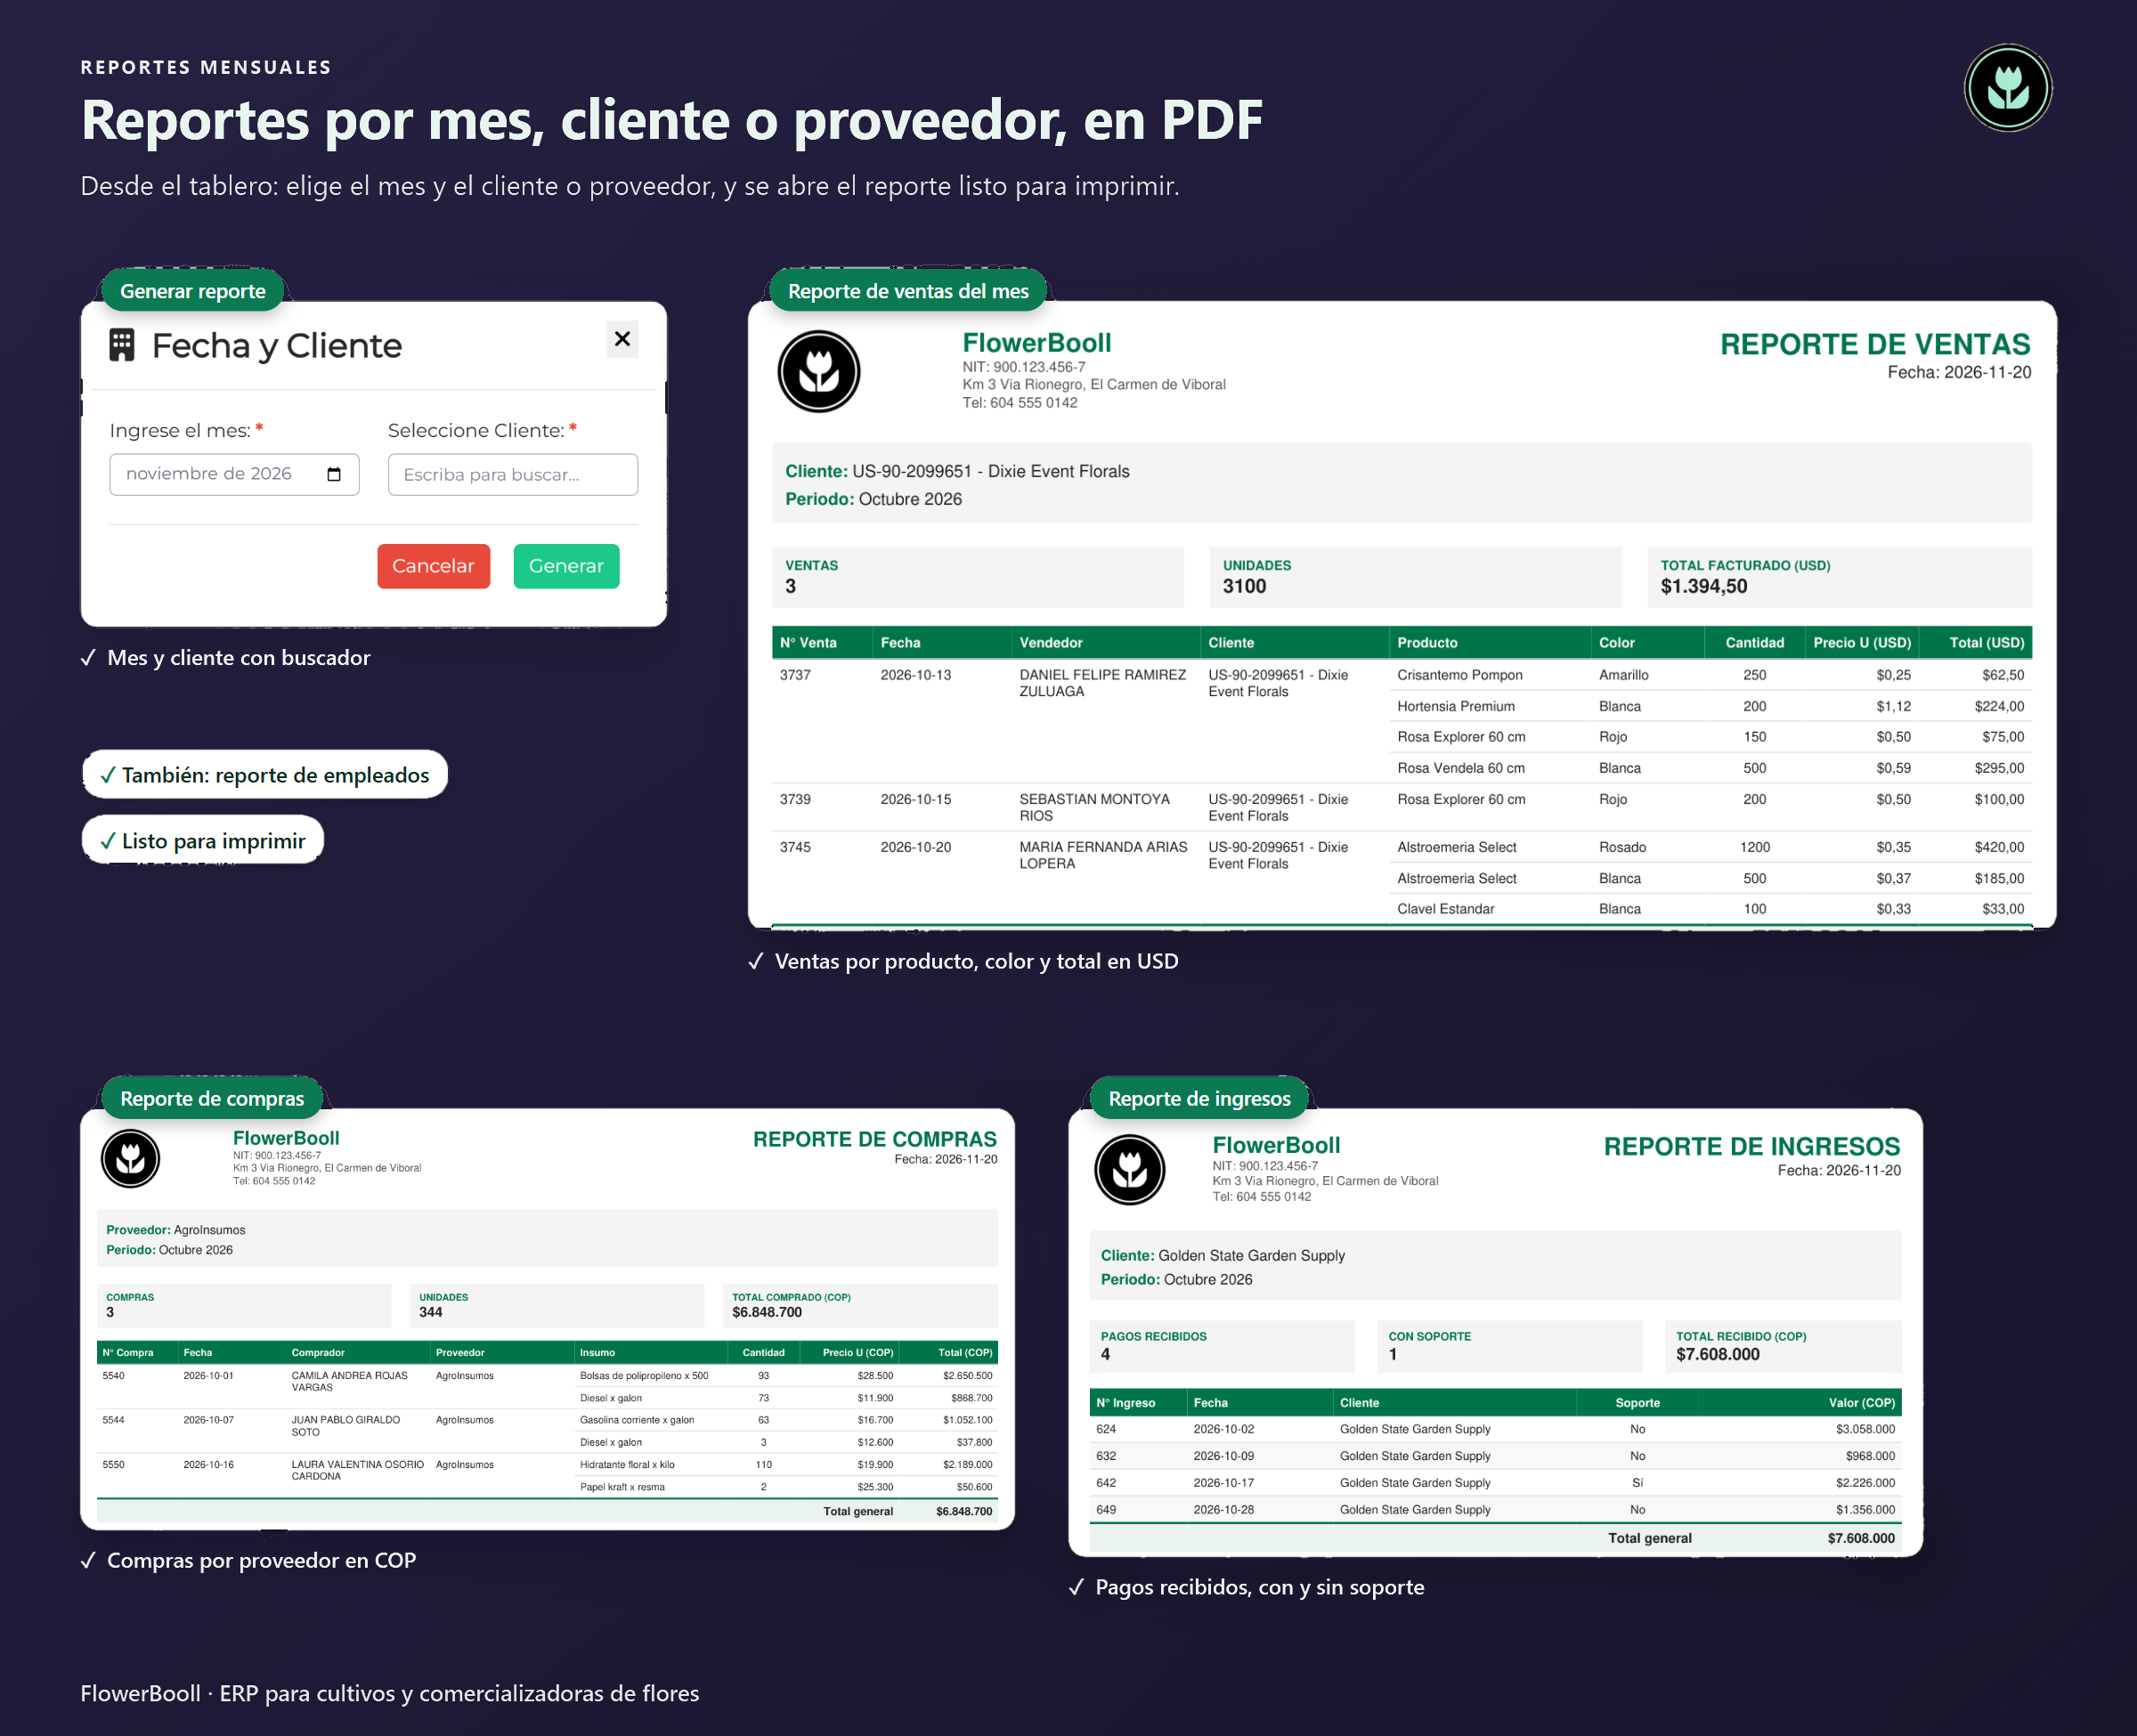 REPORTES MENSUALES
Reportes por mes, cliente o proveedor, en PDF
Desde el tablero: elige el mes y el cliente o proveedor, y se abre el reporte listo para imprimir.
Generar reporte
Fecha y Cliente
Ingrese el mes: * Seleccione Cliente: *
noviembre de 2026 Escriba para buscar...
Cancelar Generar
✓ Mes y cliente con buscador
✓ También: reporte de empleados
✓ Listo para imprimir
Reporte de ventas del mes
FlowerBooll
NIT: 900.123.456-7
Km 3 Via Rionegro, El Carmen de Viboral
Tel: 604 555 0142
REPORTE DE VENTAS
Fecha: 2026-11-20
Cliente: US-90-2099651 - Dixie Event Florals
Periodo: Octubre 2026
VENTAS UNIDADES TOTAL FACTURADO (USD)
3 3100 $1.394,50
N° Venta Fecha Vendedor Cliente Producto Color Cantidad Precio U (USD) Total (USD)
3737 2026-10-13 DANIEL FELIPE RAMIREZ US-90-2099651 - Dixie Crisantemo Pompon Amarillo 250 $0,25 $62,50
ZULUAGA Event Florals
Hortensia Premium Blanca 200 $1,12 $224,00
Rosa Explorer 60 cm Rojo 150 $0,50 $75,00
Rosa Vendela 60 cm Blanca 500 $0,59 $295,00
3739 2026-10-15 SEBASTIAN MONTOYA US-90-2099651 - Dixie Rosa Explorer 60 cm Rojo 200 $0,50 $100,00
RIOS Event Florals
3745 2026-10-20 MARIA FERNANDA ARIAS US-90-2099651 - Dixie Alstroemeria Select Rosado 1200 $0,35 $420,00
LOPERA Event Florals
Alstroemeria Select Blanca 500 $0,37 $185,00
Clavel Estandar Blanca 100 $0,33 $33,00
✓ Ventas por producto, color y total en USD
Reporte de compras
FlowerBooll
NIT: 900.123.456-7
Km 3 Via Rionegro, El Carmen de Viboral
Tel: 604 555 0142
REPORTE DE COMPRAS
Fecha: 2026-11-20
Proveedor: AgroInsumos
Periodo: Octubre 2026
COMPRAS UNIDADES TOTAL COMPRADO (COP)
3 344 $6.848.700
N° Compra Fecha Comprador Proveedor Insumo Cantidad Precio U (COP) Total (COP)
5540 2026-10-01 CAMILA ANDREA ROJAS AgroInsumos Bolsas de polipropileno x 500 93 $28.500 $2.650.500
VARGAS
Diesel x galon 73 $11.900 $868.700
5544 2026-10-07 JUAN PABLO GIRALDO AgroInsumos Gasolina corriente x galon 63 $16.700 $1.052.100
SOTO
Diesel x galon 3 $12.600 $37.800
5550 2026-10-16 LAURA VALENTINA OSORIO AgroInsumos Hidratante floral x kilo 110 $19.900 $2.189.000
CARDONA
Papel kraft x resma 2 $25.300 $50.600
Total general $6.848.700
✓ Compras por proveedor en COP
Reporte de ingresos
FlowerBooll
NIT: 900.123.456-7
Km 3 Via Rionegro, El Carmen de Viboral
Tel: 604 555 0142
REPORTE DE INGRESOS
Fecha: 2026-11-20
Cliente: Golden State Garden Supply
Periodo: Octubre 2026
PAGOS RECIBIDOS CON SOPORTE TOTAL RECIBIDO (COP)
4 1 $7.608.000
N° Ingreso Fecha Cliente Soporte Valor (COP)
624 2026-10-02 Golden State Garden Supply No $3.058.000
632 2026-10-09 Golden State Garden Supply No $968.000
642 2026-10-17 Golden State Garden Supply Sí $2.226.000
649 2026-10-28 Golden State Garden Supply No $1.356.000
Total general $7.608.000
✓ Pagos recibidos, con y sin soporte
FlowerBooll · ERP para cultivos y comercializadoras de flores